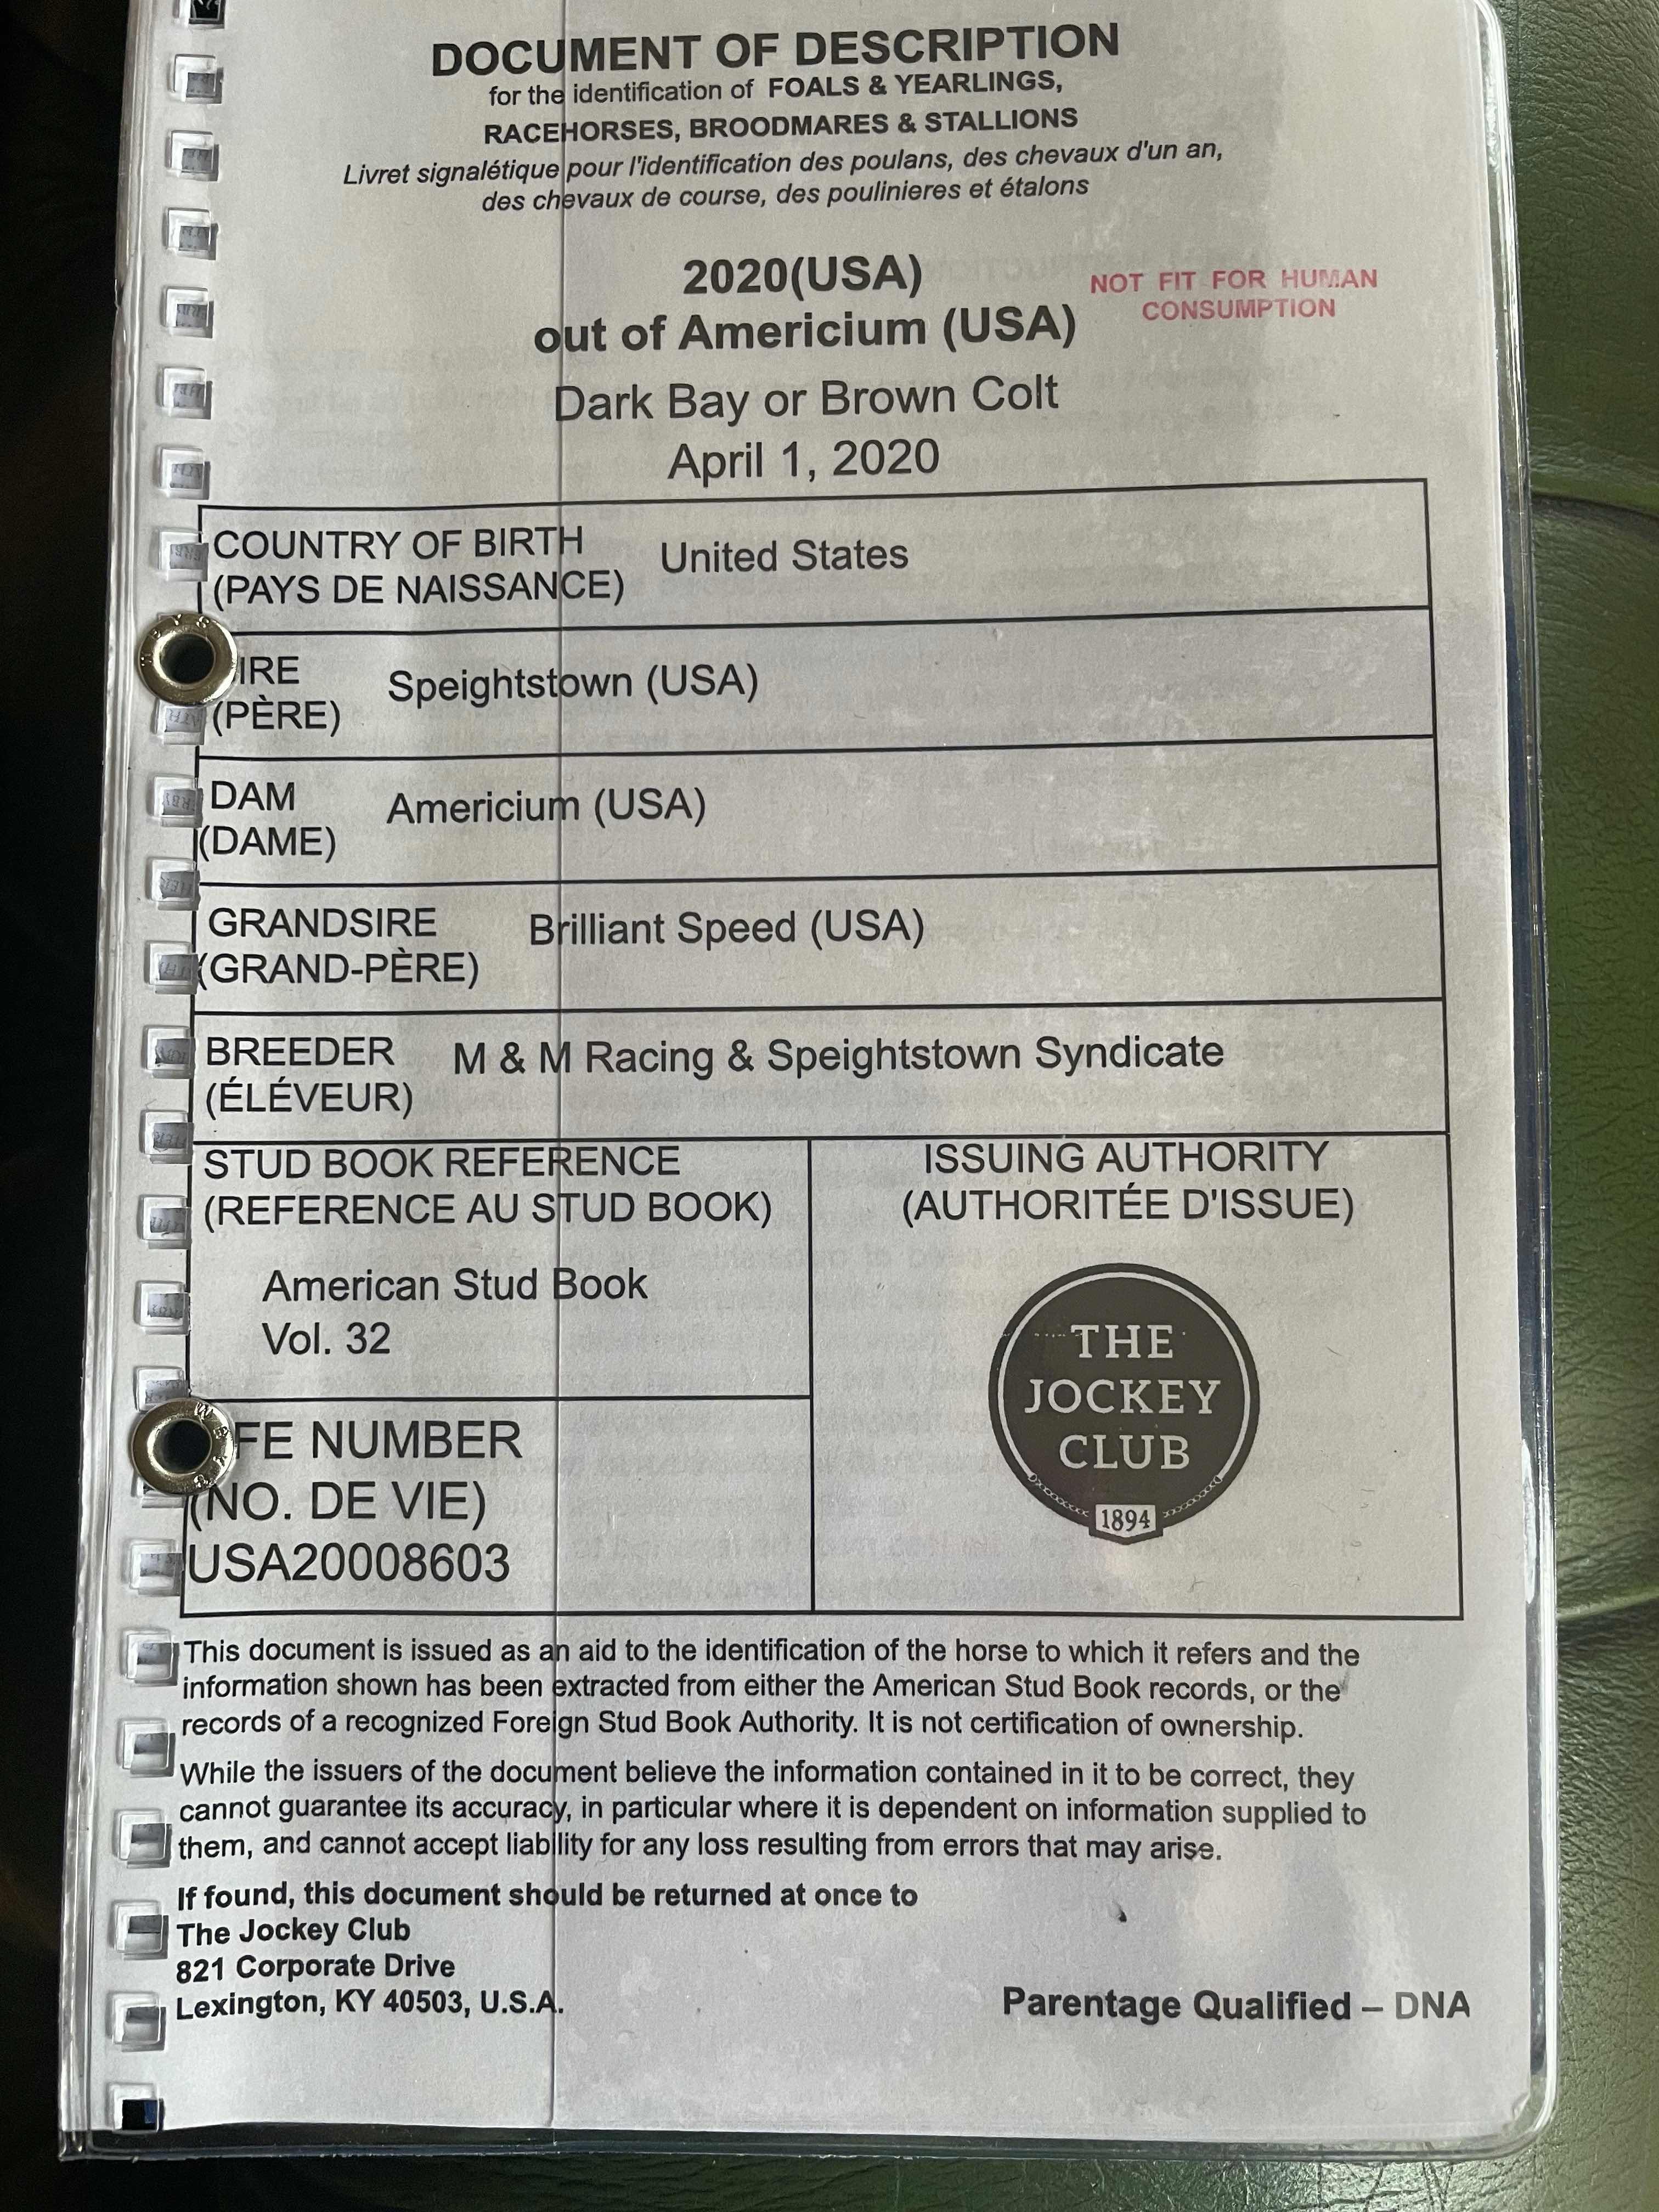 DOCUMENT OF DESCRIPTION
for the identification of FOALS & YEARLINGS,
RACEHORSES, BROODMARES & STALLIONS
Livret signalétique pour l'identification des poulans, des chevaux d'un an,
des chevaux de course, des poulinieres et étalons
2020(USA)
out of Americium (USA)
NOT FIT FOR HUMAN
CONSUMPTION
Dark Bay or Brown Colt
April 1, 2020
COUNTRY OF BIRTH
(PAYS DE NAISSANCE)
United States
IRE
(PÈRE)
Speightstown (USA)
DAM
(DAME)
Americium (USA)
GRANDSIRE
(GRAND-PÈRE)
Brilliant Speed (USA)
BREEDER
(ÉLÉVEUR)
M & M Racing & Speightstown Syndicate
STUD BOOK REFERENCE
(REFERENCE AU STUD BOOK)
American Stud Book
Vol. 32
ISSUING AUTHORITY
(AUTHORITÉE D'ISSUE)
THE
JOCKEY
CLUB
1894
FE NUMBER
(NO. DE VIE)
USA20008603
This document is issued as an aid to the identification of the horse to which it refers and the
information shown has been extracted from either the American Stud Book records, or the
records of a recognized Foreign Stud Book Authority. It is not certification of ownership.
While the issuers of the document believe the information contained in it to be correct, they
cannot guarantee its accuracy, in particular where it is dependent on information supplied to
them, and cannot accept liability for any loss resulting from errors that may arise.
If found, this document should be returned at once to
The Jockey Club
821 Corporate Drive
Lexington, KY 40503, U.S.A.
Parentage Qualified – DNA